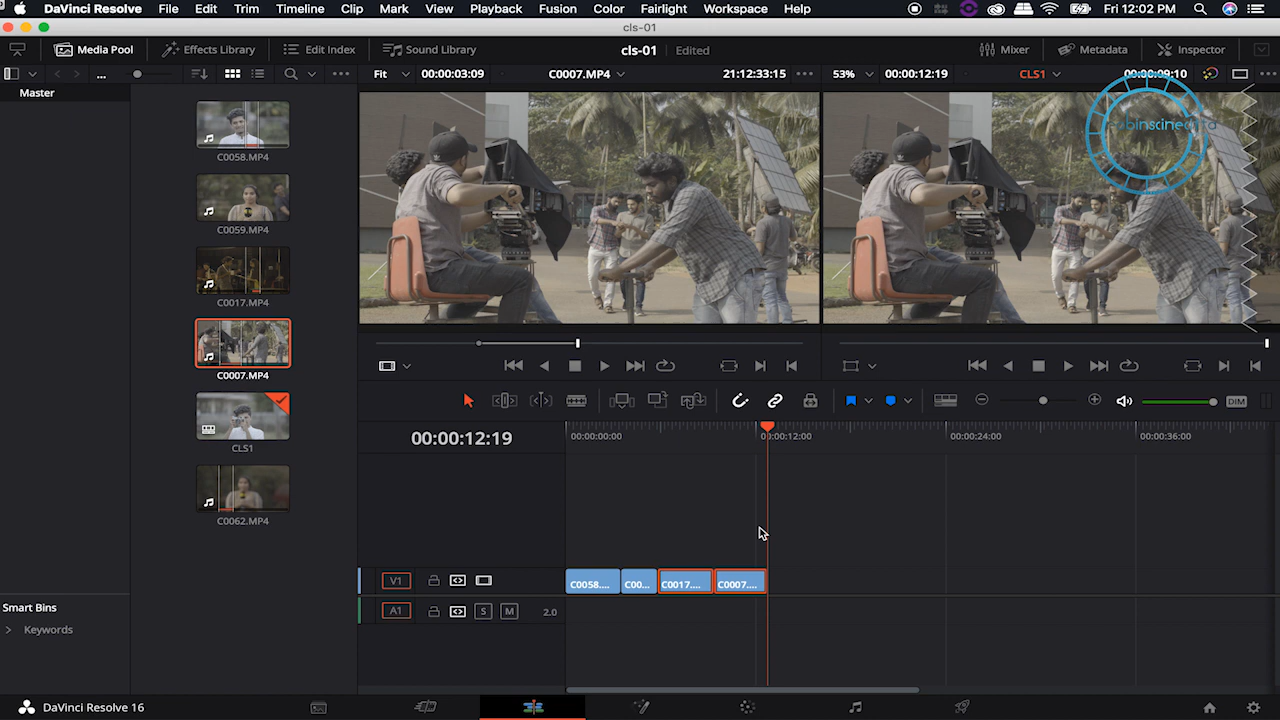 DaVinci Resolve File Edit Trim Timeline Clip Mark View Playback Fusion Color Fairlight Workspace Help Fri 12:02 PM
cls-01
Media Pool Effects Library Edit Index Sound Library cls-01 Edited Mixer Metadata Inspector
... Fit 00:00:03:09 C0007.MP4 21:12:33:15 53% 00:00:12:19 CLS1 00:00:09:10
Master
C0058.MP4
C0059.MP4
C0017.MP4
C0007.MP4
CLS1
C0062.MP4
DIM
00:00:12:19 00:00:00:00 00:00:12:00 00:00:24:00 00:00:36:00
V1 C0058.... C00... C0017.... C0007....
A1 S M 2.0
Smart Bins
Keywords
DaVinci Resolve 16